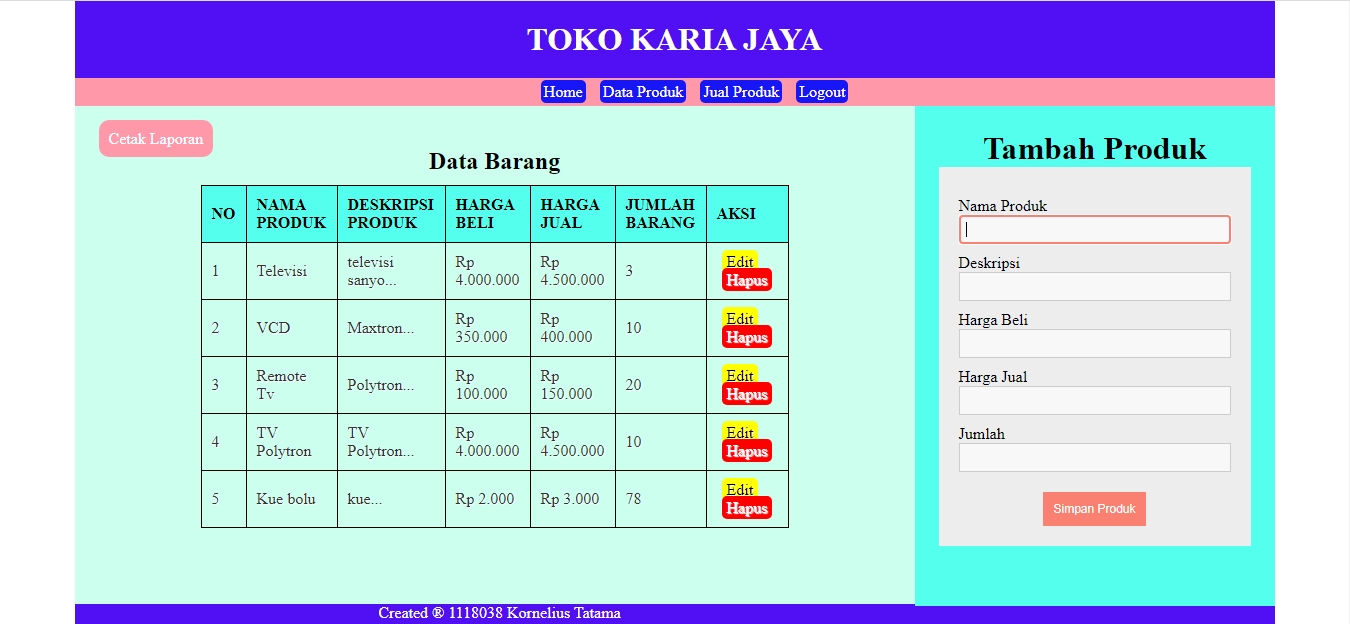 TOKO KARIA JAYA
Home Data Produk Jual Produk Logout
Cetak Laporan
Data Barang
NO NAMA PRODUK DESKRIPSI PRODUK HARGA BELI HARGA JUAL JUMLAH BARANG AKSI
1 Televisi televisi sanyo... Rp 4.000.000 Rp 4.500.000 3 Edit Hapus
2 VCD Maxtron... Rp 350.000 Rp 400.000 10 Edit Hapus
3 Remote Tv Polytron... Rp 100.000 Rp 150.000 20 Edit Hapus
4 TV Polytron TV Polytron... Rp 4.000.000 Rp 4.500.000 10 Edit Hapus
5 Kue bolu kue... Rp 2.000 Rp 3.000 78 Edit Hapus
Tambah Produk
Nama Produk
Deskripsi
Harga Beli
Harga Jual
Jumlah
Simpan Produk
Created ® 1118038 Kornelius Tatama